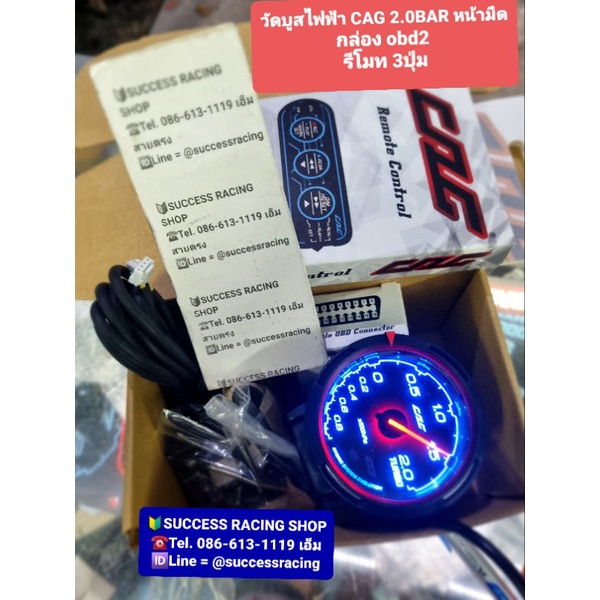 วัดบูสไฟฟ้า CAG 2.0BAR หน้ามืด
กล่อง obd2
รีโมท 3ปุ่ม
🔰SUCCESS RACING
SHOP
☎️Tel. 086-613-1119 เอ็ม
สายตรง
🆔Line = @successracing
🔰SUCCESS RACING
SHOP
☎️Tel. 086-613-1119 เอ็ม
สายตรง
🆔Line = @successracing
🔰SUCCESS RACING
SHOP
☎️Tel. 086-613-1119 เอ็ม
สายตรง
🆔Line = @successracing
🔰SUCCESS RACING
SHOP
CAG
Remote Control
CAG
OBD Connector
0.8
0.6
0.4
0.2
0
0.5
1.0
1.5
2.0
CAG
TURBO
🔰SUCCESS RACING SHOP
☎️Tel. 086-613-1119 เอ็ม
🆔Line = @successracing